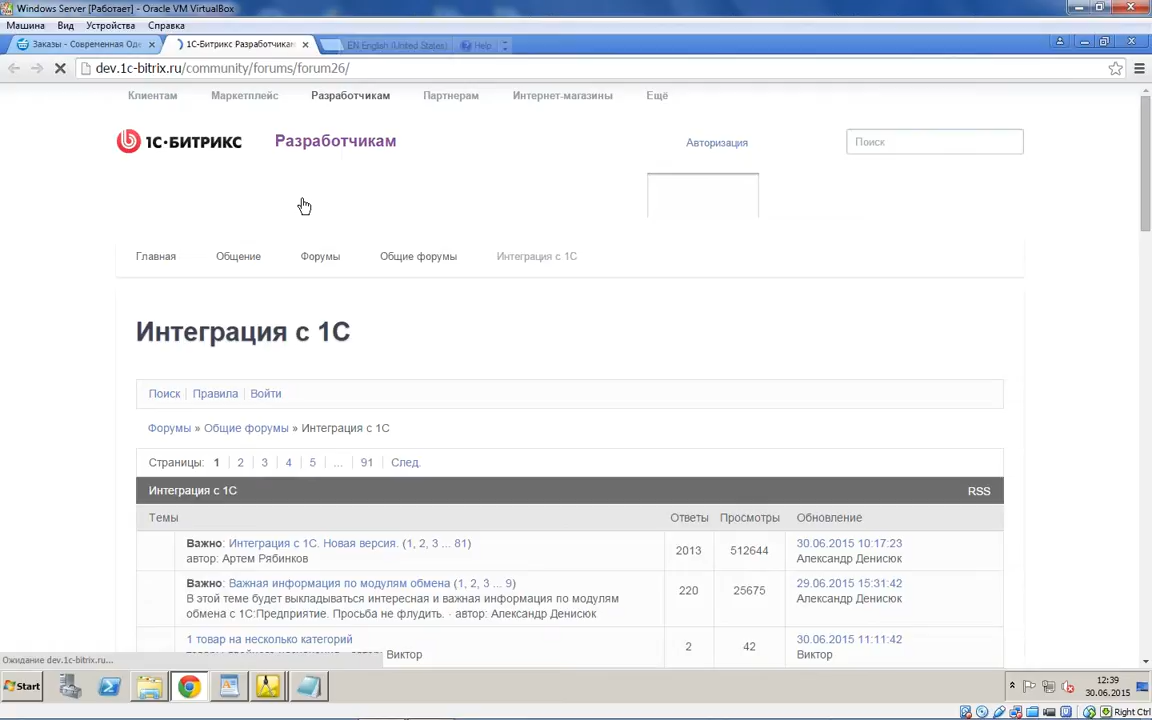 Windows Server [Работает] - Oracle VM VirtualBox
Машина Вид Устройства Справка
Заказы - Современная Од
1С-Битрикс Разработчикам
EN English (United States) Help
dev.1c-bitrix.ru/community/forums/forum26/
Клиентам Маркетплейс Разработчикам Партнерам Интернет-магазины Ещё
1С·БИТРИКС Разработчикам Авторизация Поиск
Главная Общение Форумы Общие форумы Интеграция с 1С
Интеграция с 1С
Поиск Правила Войти
Форумы » Общие форумы » Интеграция с 1С
Страницы: 1 2 3 4 5 ... 91 След.
Интеграция с 1С RSS
Темы Ответы Просмотры Обновление
Важно: Интеграция с 1С. Новая версия. (1, 2, 3 ... 81)
автор: Артем Рябинков
2013 512644
30.06.2015 10:17:23
Александр Денисюк
Важно: Важная информация по модулям обмена (1, 2, 3 ... 9)
В этой теме будет выкладываться интересная и важная информация по модулям
обмена с 1С:Предприятие. Просьба не флудить. · автор: Александр Денисюк
220 25675
29.06.2015 15:31:42
Александр Денисюк
1 товар на несколько категорий
Виктор
2 42
30.06.2015 11:11:42
Виктор
Ожидание dev.1c-bitrix.ru...
Start
12:39
30.06.2015
Right Ctrl